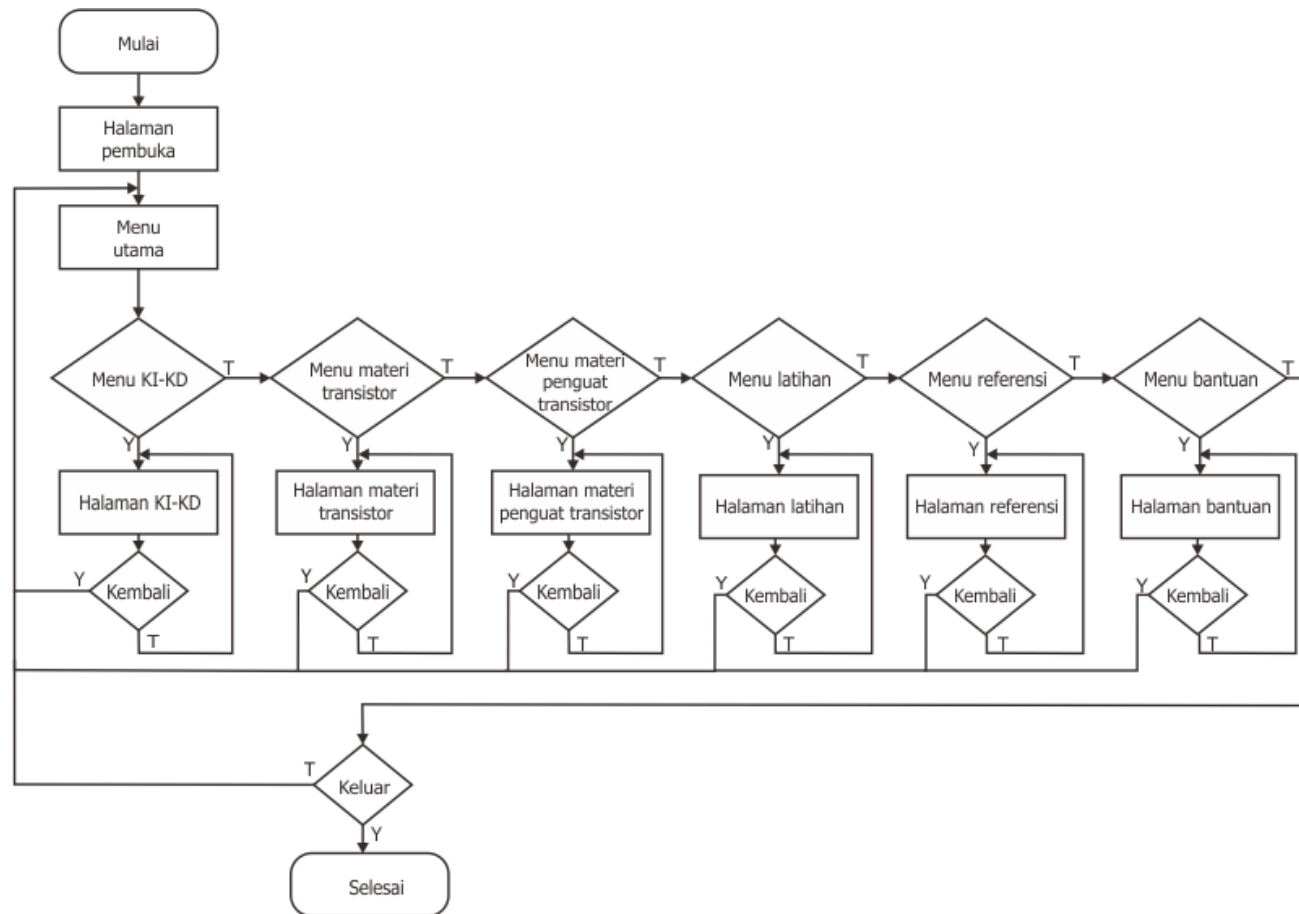 Mulai
Halaman
pembuka
Menu
utama
Menu KI-KD
T
Menu materi
transistor
T
Menu materi
penguat
transistor
T
Menu latihan
T
Menu referensi
T
Menu bantuan
T
Y
Y
Y
Y
Y
Y
Halaman KI-KD
Halaman materi
transistor
Halaman materi
penguat transistor
Halaman latihan
Halaman referensi
Halaman bantuan
Y
Kembali
T
Y
Kembali
T
Y
Kembali
T
Y
Kembali
T
Y
Kembali
T
Y
Kembali
T
T
Keluar
Y
Selesai